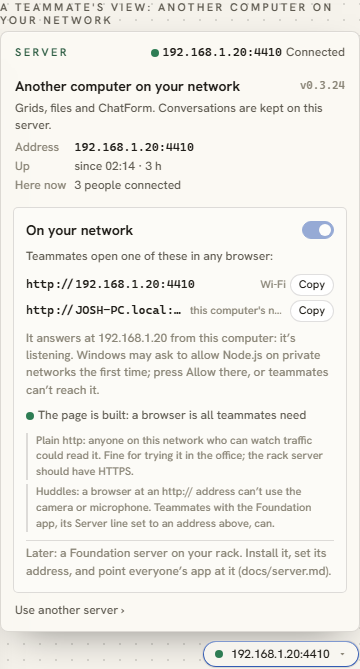 A TEAMMATE'S VIEW: ANOTHER COMPUTER ON
YOUR NETWORK
SERVER
192.168.1.20:4410 Connected
Another computer on your network
v0.3.24
Grids, files and ChatForm. Conversations are kept on this
server.
Address 192.168.1.20:4410
Up since 02:14 · 3 h
Here now 3 people connected
On your network
Teammates open one of these in any browser:
http://192.168.1.20:4410 Wi-Fi Copy
http://JOSH-PC.local:… this computer's n… Copy
It answers at 192.168.1.20 from this computer: it’s
listening. Windows may ask to allow Node.js on private
networks the first time; press Allow there, or teammates
can’t reach it.
The page is built: a browser is all teammates need
Plain http: anyone on this network who can watch traffic
could read it. Fine for trying it in the office; the rack server
should have HTTPS.
Huddles: a browser at an http:// address can’t use the
camera or microphone. Teammates with the Foundation
app, its Server line set to an address above, can.
Later: a Foundation server on your rack. Install it, set its
address, and point everyone’s app at it (docs/server.md).
Use another server ›
192.168.1.20:4410